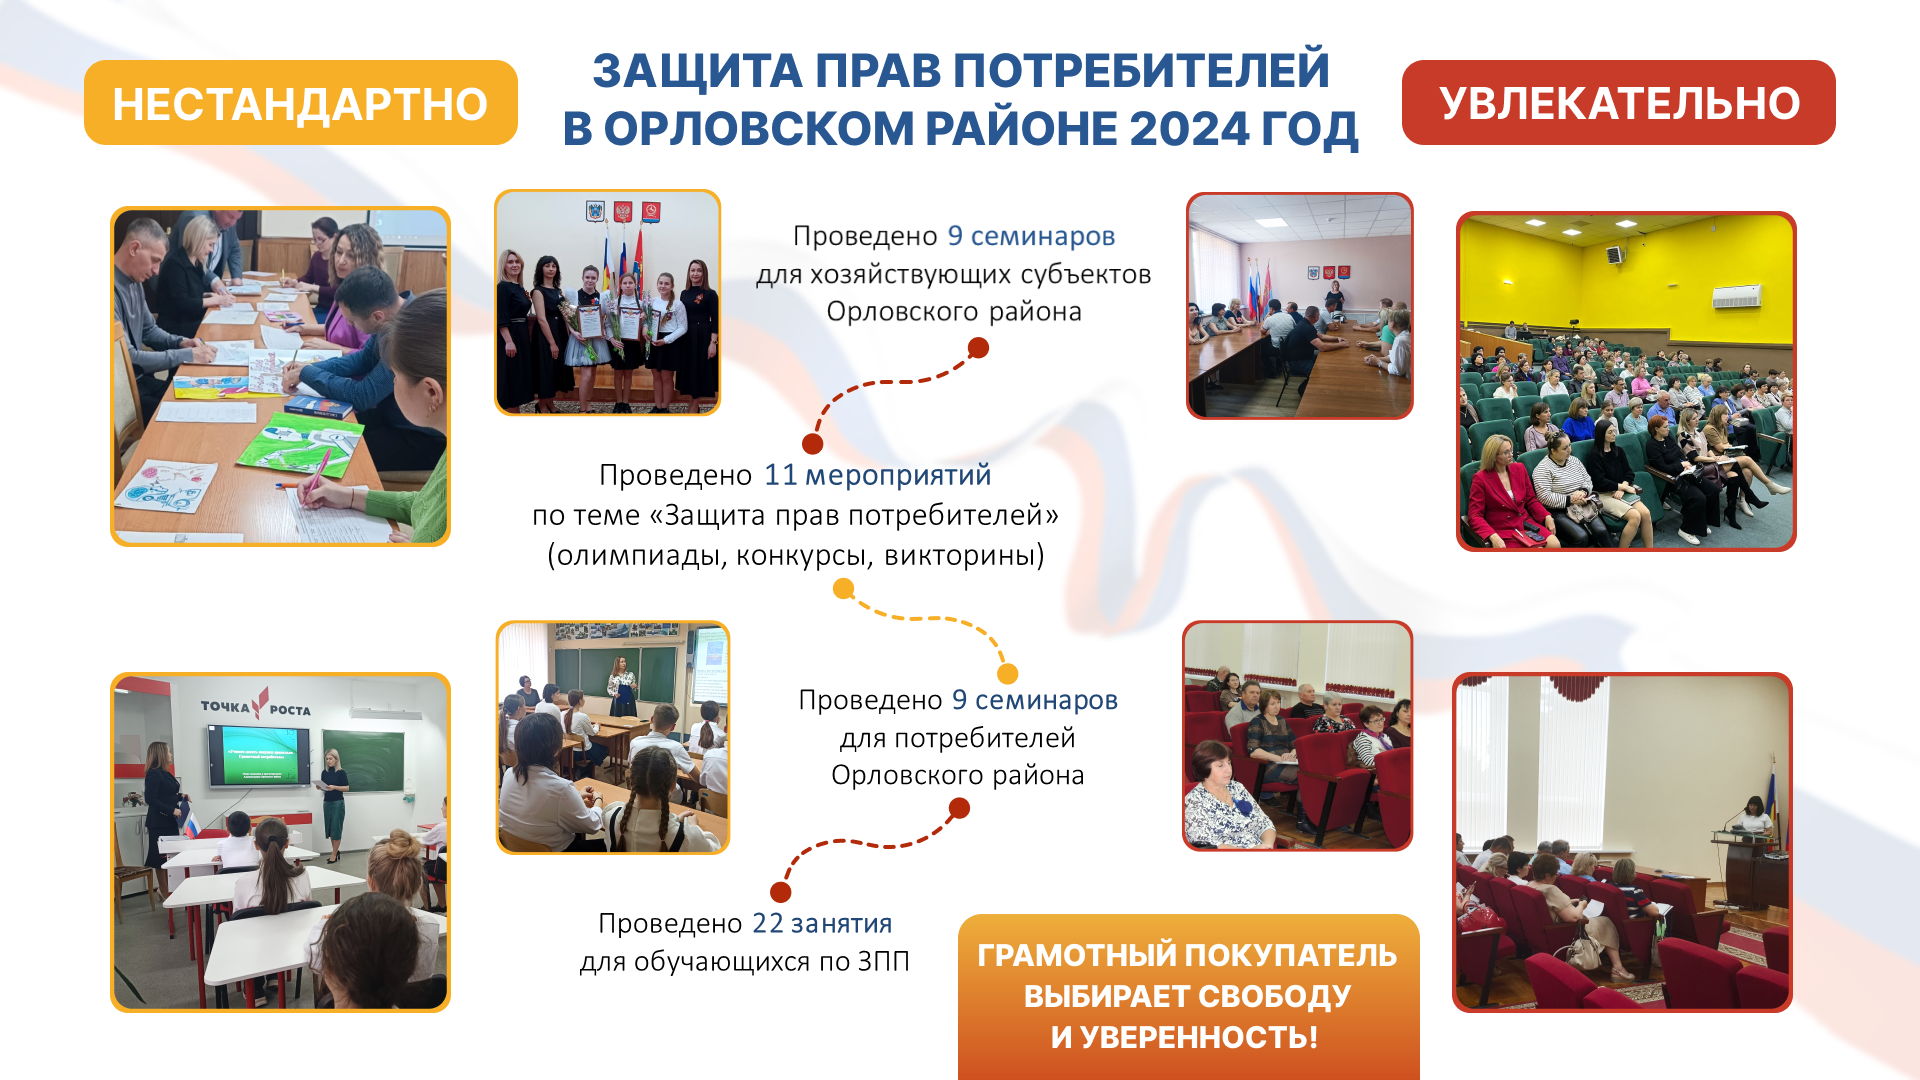 НЕСТАНДАРТНО
ЗАЩИТА ПРАВ ПОТРЕБИТЕЛЕЙ
В ОРЛОВСКОМ РАЙОНЕ 2024 ГОД
УВЛЕКАТЕЛЬНО
Проведено 9 семинаров
для хозяйствующих субъектов
Орловского района
Проведено 11 мероприятий
по теме «Защита прав потребителей»
(олимпиады, конкурсы, викторины)
Проведено 9 семинаров
для потребителей
Орловского района
ТОЧКА РОСТА
Проведено 22 занятия
для обучающихся по ЗПП
ГРАМОТНЫЙ ПОКУПАТЕЛЬ
ВЫБИРАЕТ СВОБОДУ
И УВЕРЕННОСТЬ!